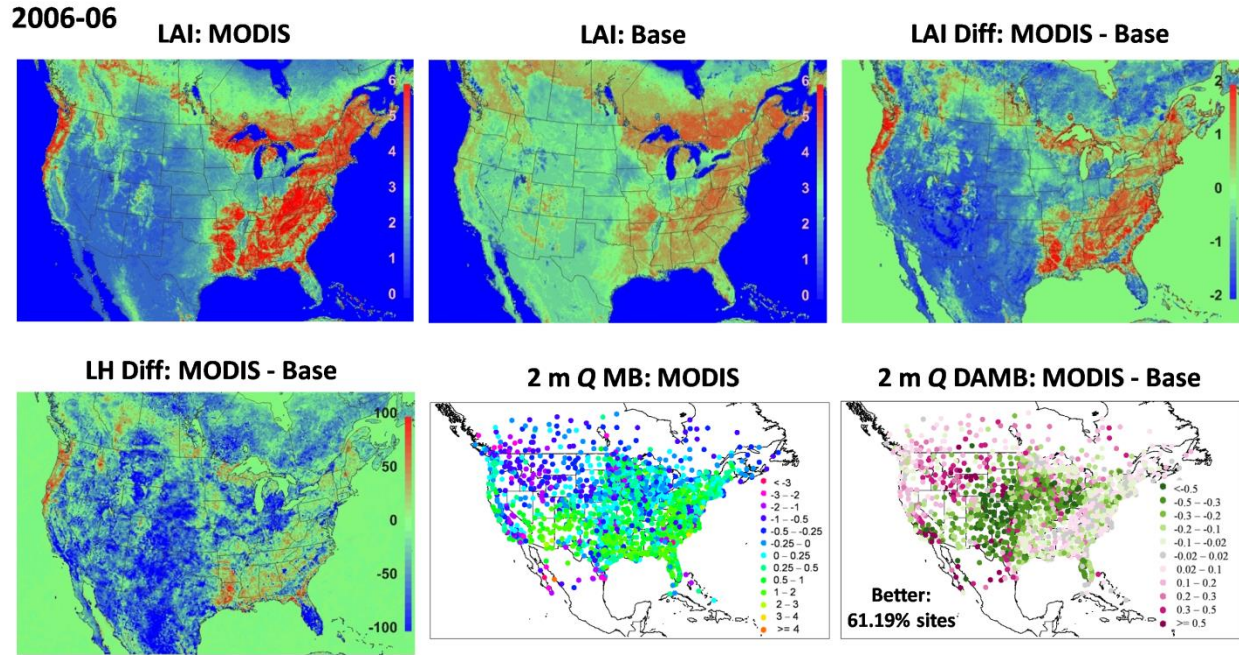 2006-06
LAI: MODIS
LAI: Base
LAI Diff: MODIS - Base
6
5
4
3
2
1
0
6
5
4
3
2
1
0
2
1
0
-1
-2
LH Diff: MODIS - Base
2 m Q MB: MODIS
2 m Q DAMB: MODIS - Base
100
50
0
-50
-100
< -3
-3 – -2
-2 – -1
-1 – -0.5
-0.5 – -0.25
-0.25 – 0
0 – 0.25
0.25 – 0.5
0.5 – 1
1 – 2
2 – 3
3 – 4
>= 4
<-0.5
-0.5 – -0.3
-0.3 – -0.2
-0.2 – -0.1
-0.1 – -0.02
-0.02 – 0.02
0.02 – 0.1
0.1 – 0.2
0.2 – 0.3
0.3 – 0.5
>= 0.5
Better:
61.19% sites